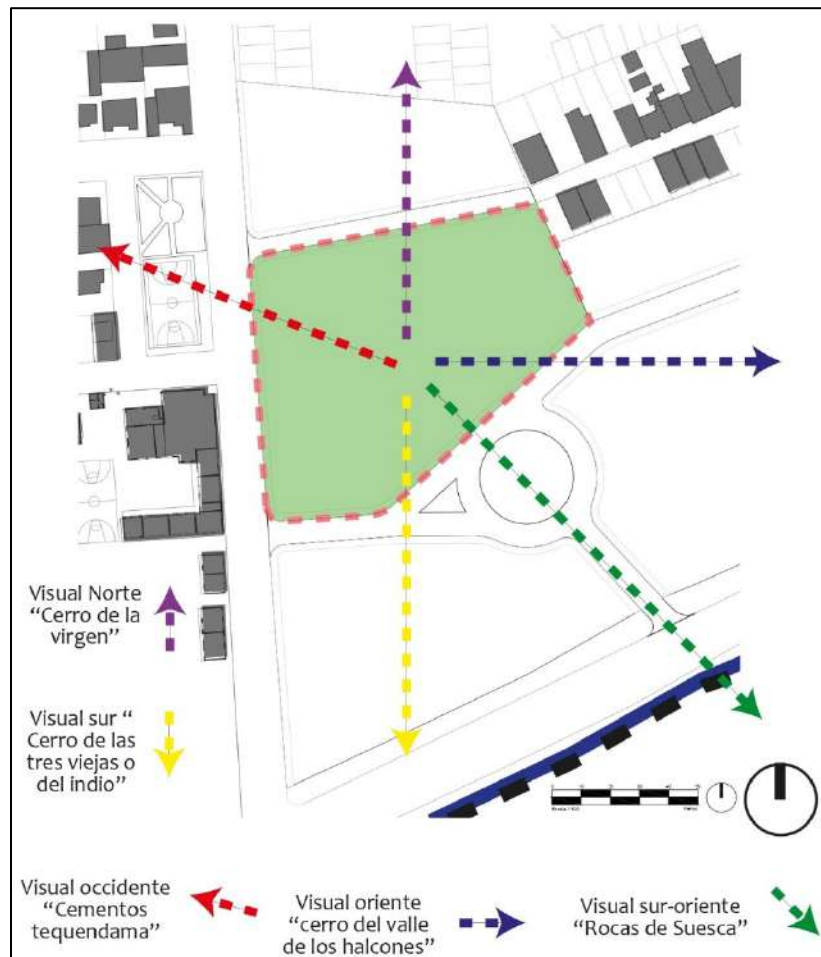 Visual Norte
“Cerro de la
virgen”
Visual sur “
Cerro de las
tres viejas o
del indio”
Visual occidente
“Cementos
tequendama”
Visual oriente
“cerro del valle
de los halcones”
Visual sur-oriente
“Rocas de Suesca”